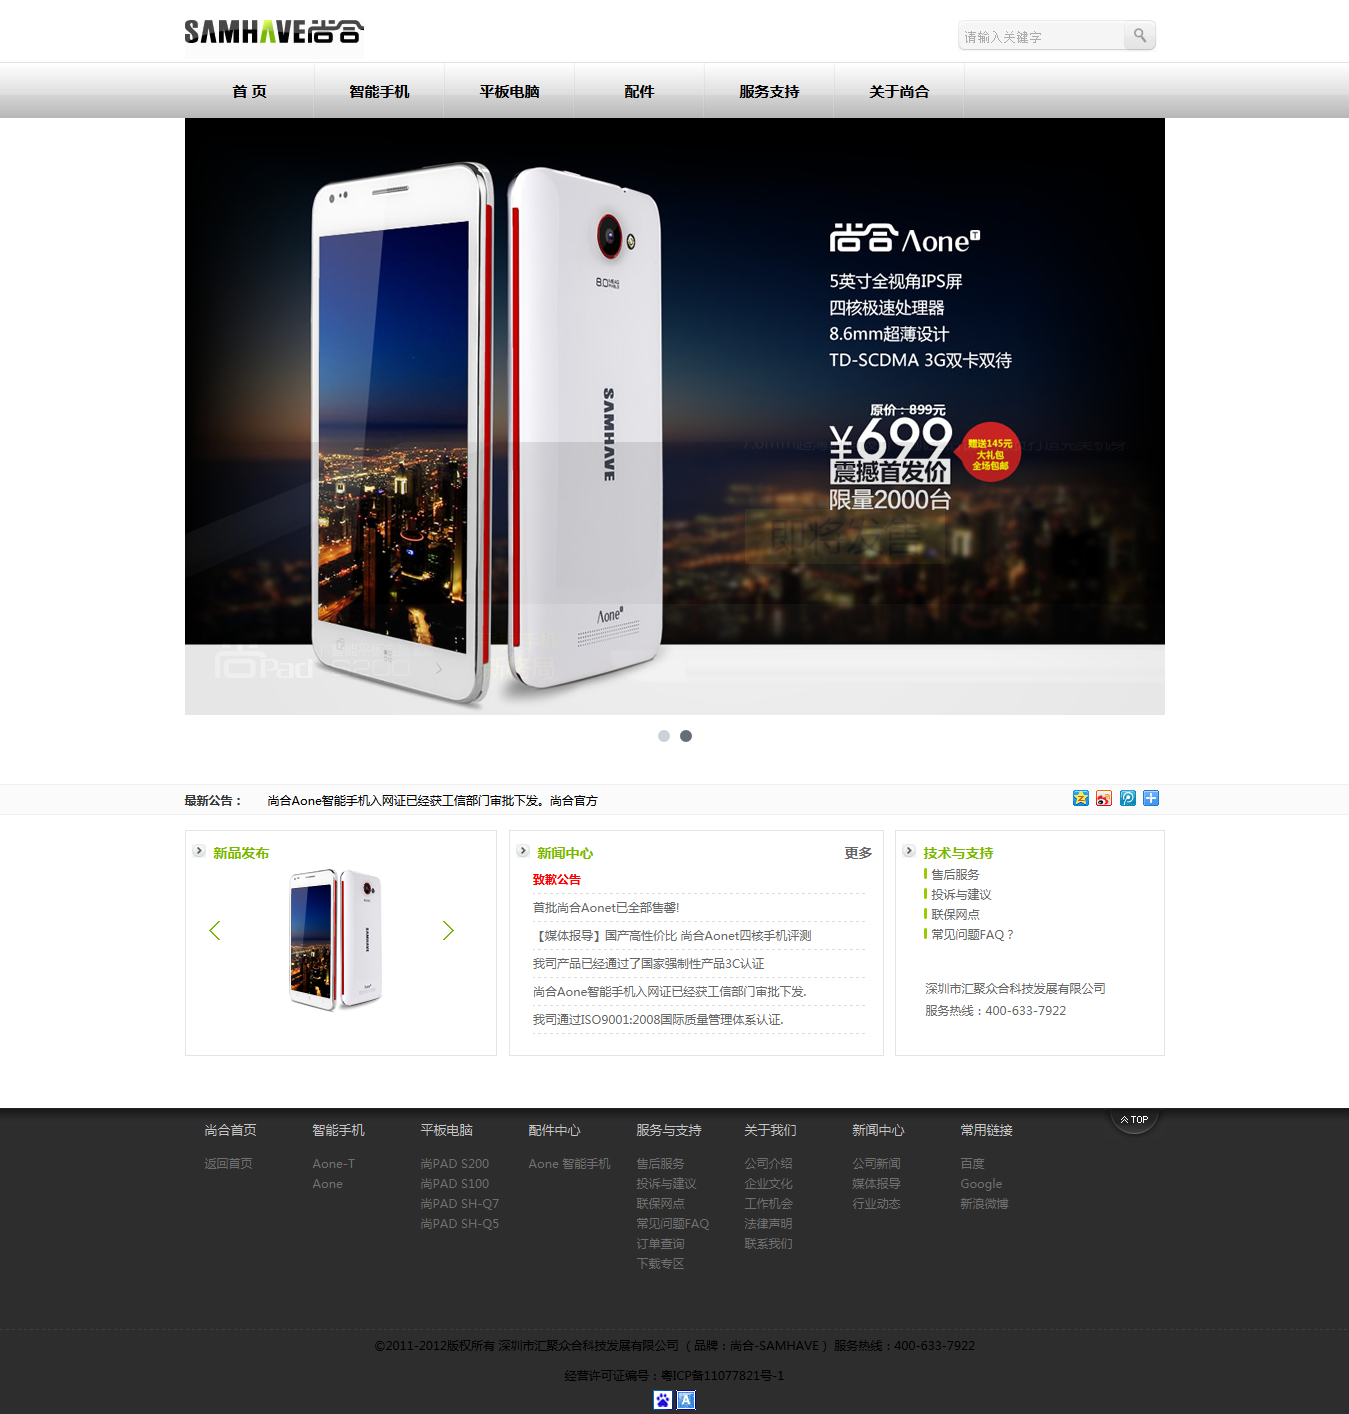 SAMHAVE尚合
请输入关键字
首 页 智能手机 平板电脑 配件 服务支持 关于尚合
尚合 Aone T
5英寸全视角IPS屏
四核极速处理器
8.6mm超薄设计
TD-SCDMA 3G双卡双待
原价：899元
¥699
震撼首发价
限量2000台
赠送145元
大礼包
全场包邮
即将发售
8.0 MEGA PIXELS
SAMHAVE
Aone T
尚Pad S200
最新公告： 尚合Aone智能手机入网证已经获工信部门审批下发。尚合官方
新品发布
新闻中心 更多
致歉公告
首批尚合Aonet已全部售罄!
【媒体报导】国产高性价比 尚合Aonet四核手机评测
我司产品已经通过了国家强制性产品3C认证
尚合Aone智能手机入网证已经获工信部门审批下发.
我司通过ISO9001:2008国际质量管理体系认证.
技术与支持
售后服务
投诉与建议
联保网点
常见问题FAQ？
深圳市汇聚众合科技发展有限公司
服务热线：400-633-7922
TOP
尚合首页
返回首页
智能手机
Aone-T
Aone
平板电脑
尚PAD S200
尚PAD S100
尚PAD SH-Q7
尚PAD SH-Q5
配件中心
Aone 智能手机
服务与支持
售后服务
投诉与建议
联保网点
常见问题FAQ
订单查询
下载专区
关于我们
公司介绍
企业文化
工作机会
法律声明
联系我们
新闻中心
公司新闻
媒体报导
行业动态
常用链接
百度
Google
新浪微博
©2011-2012版权所有 深圳市汇聚众合科技发展有限公司 （品牌：尚合-SAMHAVE）服务热线：400-633-7922
经营许可证编号：粤ICP备11077821号-1